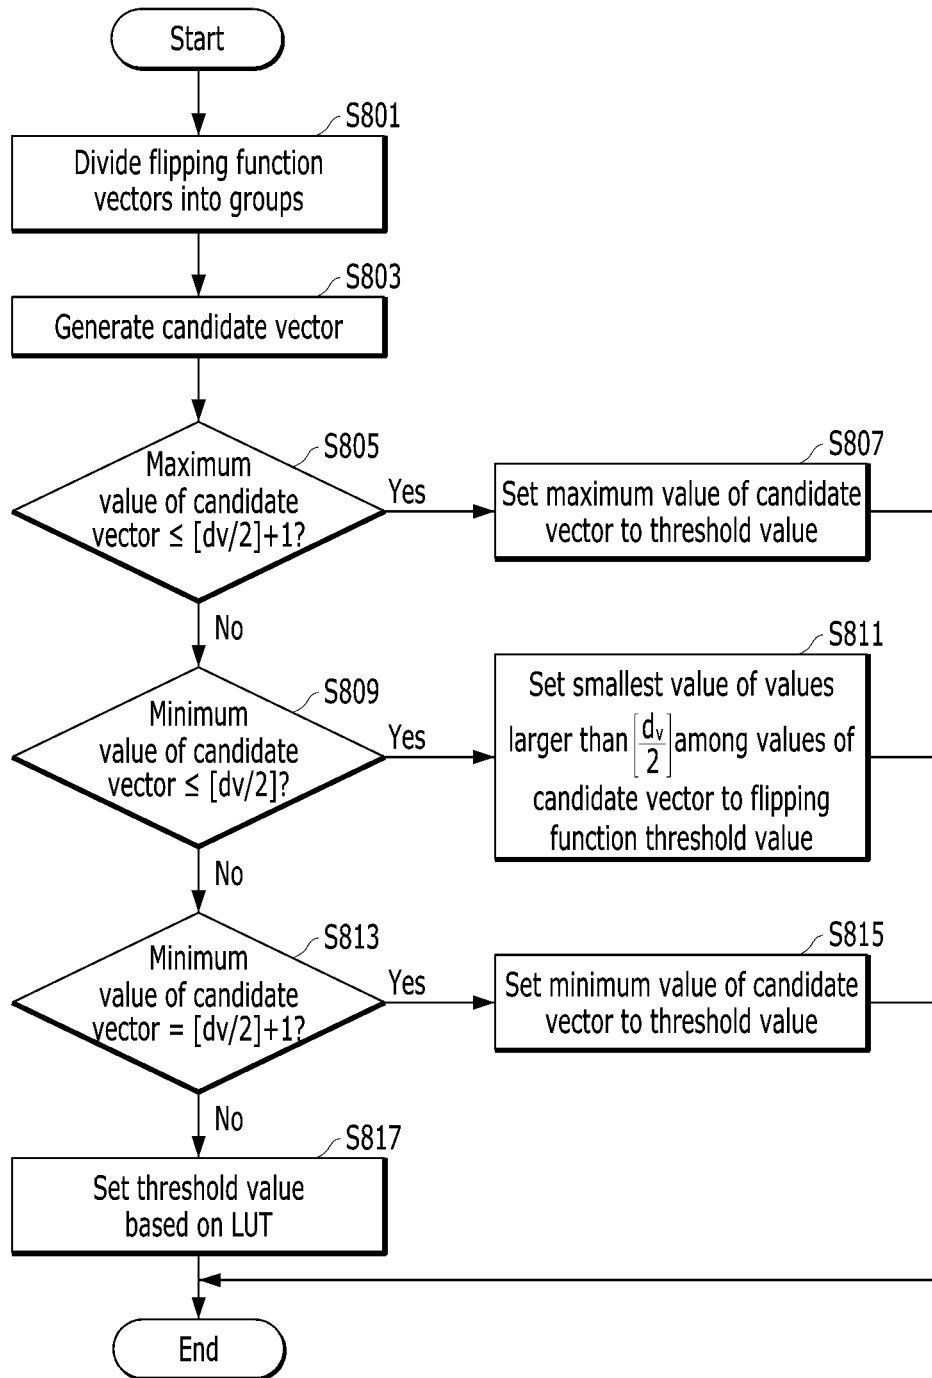 Start
S801
Divide flipping function
vectors into groups
S803
Generate candidate vector
S805
Maximum
value of candidate
vector ≤ [dv/2]+1?
Yes
S807
Set maximum value of candidate
vector to threshold value
No
S809
Minimum
value of candidate
vector ≤ [dv/2]?
Yes
S811
Set smallest value of values
larger than [dv/2] among values of
candidate vector to flipping
function threshold value
No
S813
Minimum
value of candidate
vector = [dv/2]+1?
Yes
S815
Set minimum value of candidate
vector to threshold value
No
S817
Set threshold value
based on LUT
End